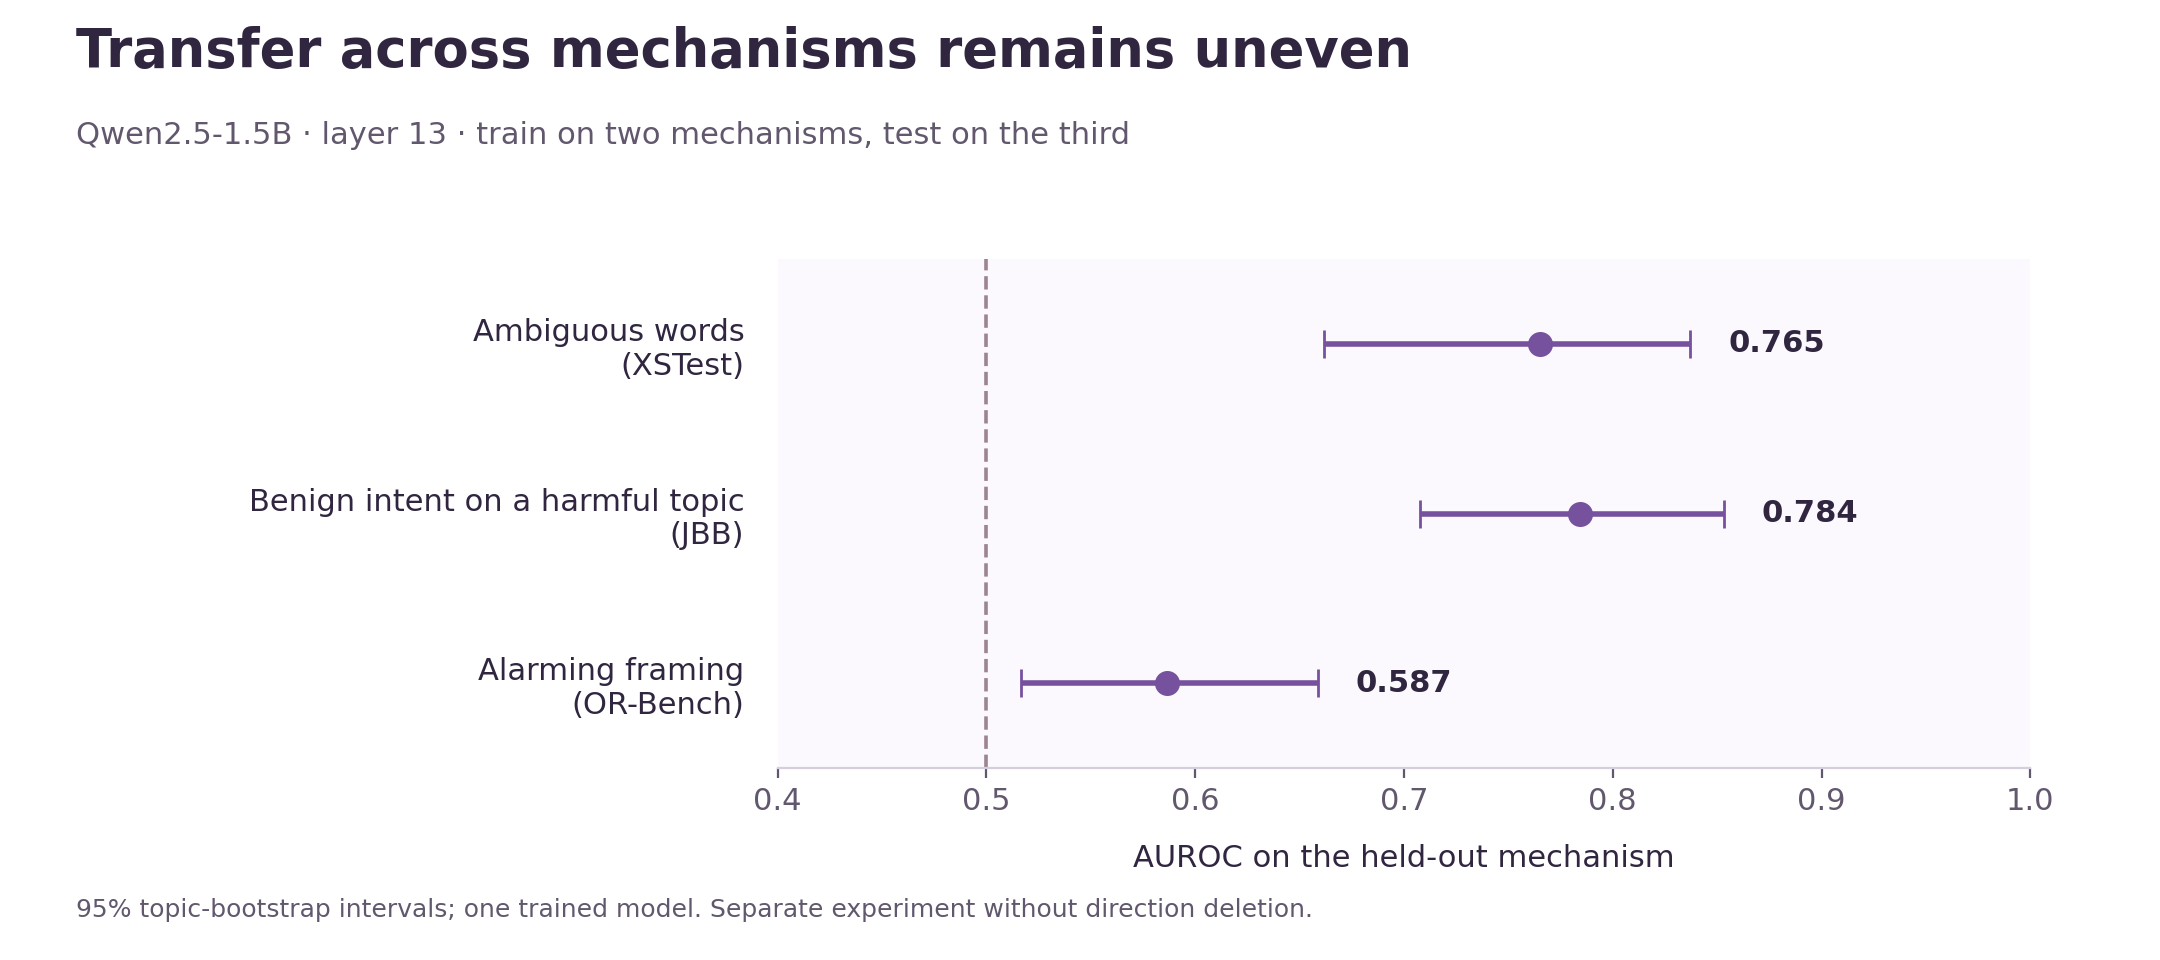 Transfer across mechanisms remains uneven
Qwen2.5-1.5B · layer 13 · train on two mechanisms, test on the third
Ambiguous words
(XSTest)
0.765
Benign intent on a harmful topic
(JBB)
0.784
Alarming framing
(OR-Bench)
0.587
0.4 0.5 0.6 0.7 0.8 0.9 1.0
AUROC on the held-out mechanism
95% topic-bootstrap intervals; one trained model. Separate experiment without direction deletion.